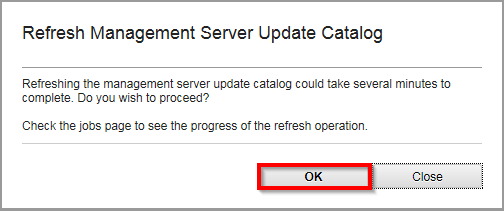 Refresh Management Server Update Catalog
Refreshing the management server update catalog could take several minutes to
complete. Do you wish to proceed?
Check the jobs page to see the progress of the refresh operation.
OK
Close